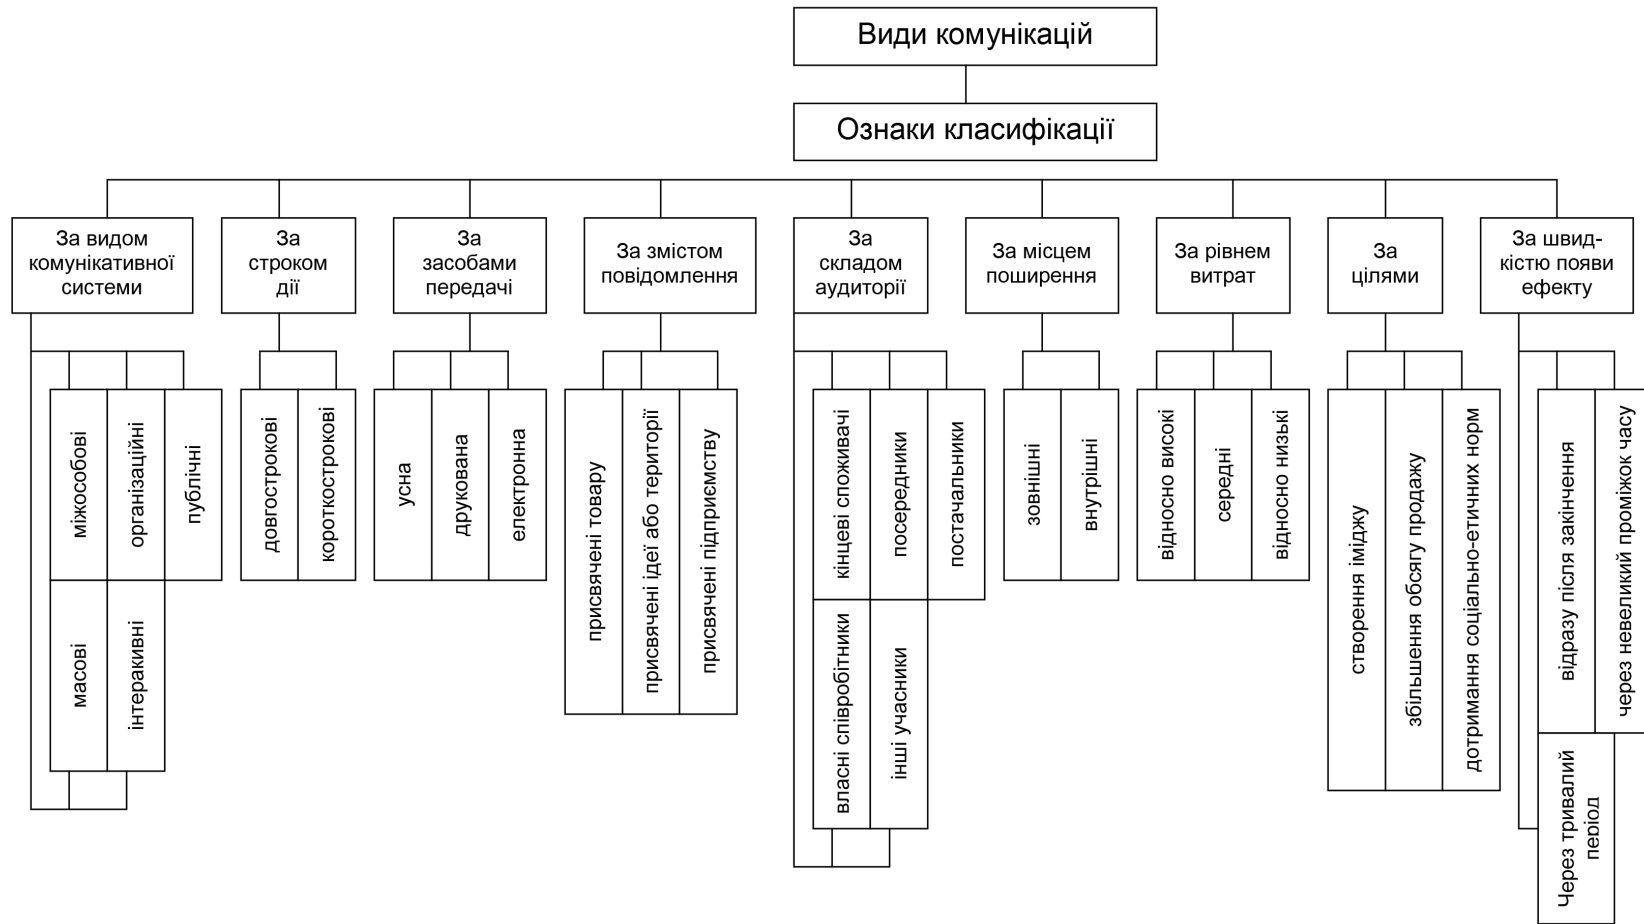 Види комунікацій
Ознаки класифікації
За видом
комунікативної
системи
За
строком
дії
За
засобами
передачі
За змістом
повідомлення
За
складом
аудиторії
За місцем
поширення
За рівнем
витрат
За
цілями
За швид-
кістю появи
ефекту
міжособові
організаційні
публічні
масові
інтеракивні
довгострокові
короткострокові
усна
друкована
електронна
присвячені товару
присвячені ідеї або території
присвячені підприємству
кінцеві споживачі
посередники
постачальники
власні співробітники
інші учасники
зовнішні
внутрішні
відносно високі
середні
відносно низькі
створення іміджу
збільшення обсягу продажу
дотримання соціально-етичних норм
відразу після закінчення
через невеликий проміжок часу
Через тривалий
період